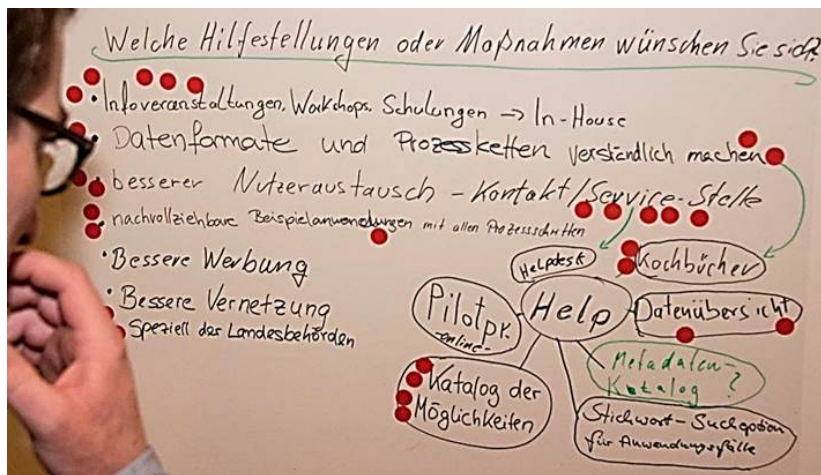 Welche Hilfestellungen oder Maßnahmen wünschen Sie sich?
• Infoveranstaltungen, Workshops, Schulungen → In-House
• Datenformate und Prozessketten verständlich machen
• besserer Nutzeraustausch – Kontakt/Service-Stelle
• nachvollziehbare Beispielanwendungen mit allen Prozessschritten
• Bessere Werbung
• Bessere Vernetzung
Speziell der Landesbehörden
Helpdesk
Kochbücher
Pilotpr.
-online-
Help
Datenübersicht
Metadaten-
Katalog ?
Katalog der
Möglichkeiten
Stichwort-Suchoption
für Anwendungsfälle